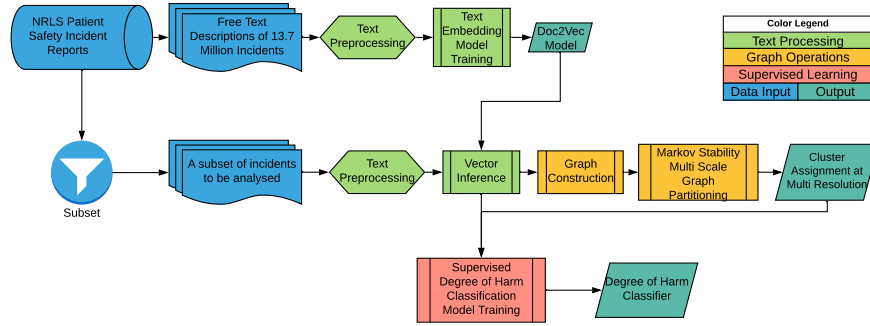 NRLS Patient
Safety Incident
Reports
Free Text
Descriptions of 13.7
Million Incidents
Text
Preprocessing
Text
Embedding
Model
Training
Doc2Vec
Model
Color Legend
Text Processing
Graph Operations
Supervised Learning
Data Input
Output
Subset
A subset of incidents
to be analysed
Text
Preprocessing
Vector
Inference
Graph
Construction
Markov Stability
Multi Scale
Graph
Partitioning
Cluster
Assignment at
Multi Resolution
Supervised
Degree of Harm
Classification
Model Training
Degree of Harm
Classifier